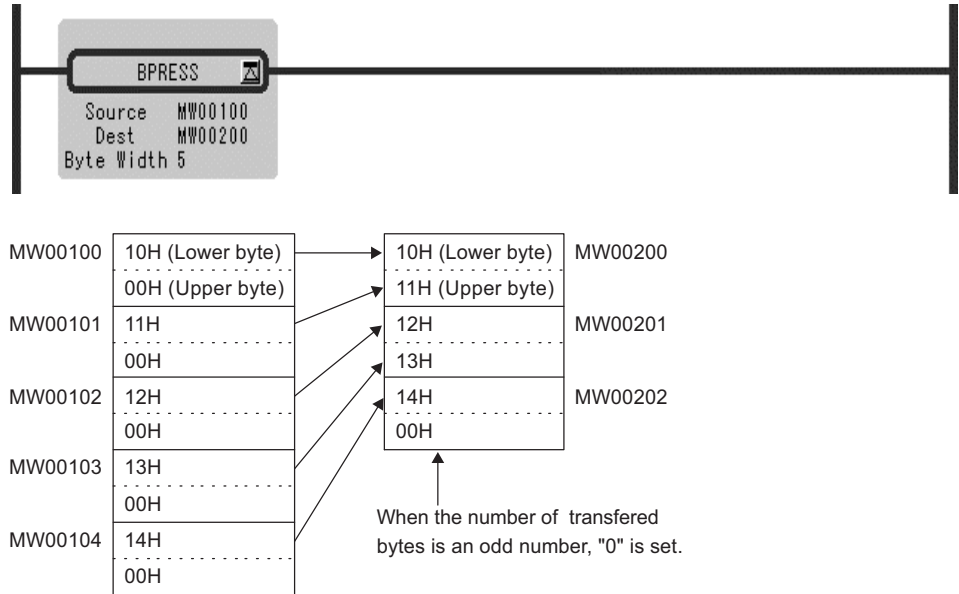 BPRESS
Source MW00100
Dest MW00200
Byte Width 5
MW00100 10H (Lower byte) 10H (Lower byte) MW00200
00H (Upper byte) 11H (Upper byte)
MW00101 11H 12H MW00201
00H 13H
MW00102 12H 14H MW00202
00H 00H
MW00103 13H
00H
When the number of transfered
MW00104 14H bytes is an odd number, "0" is set.
00H